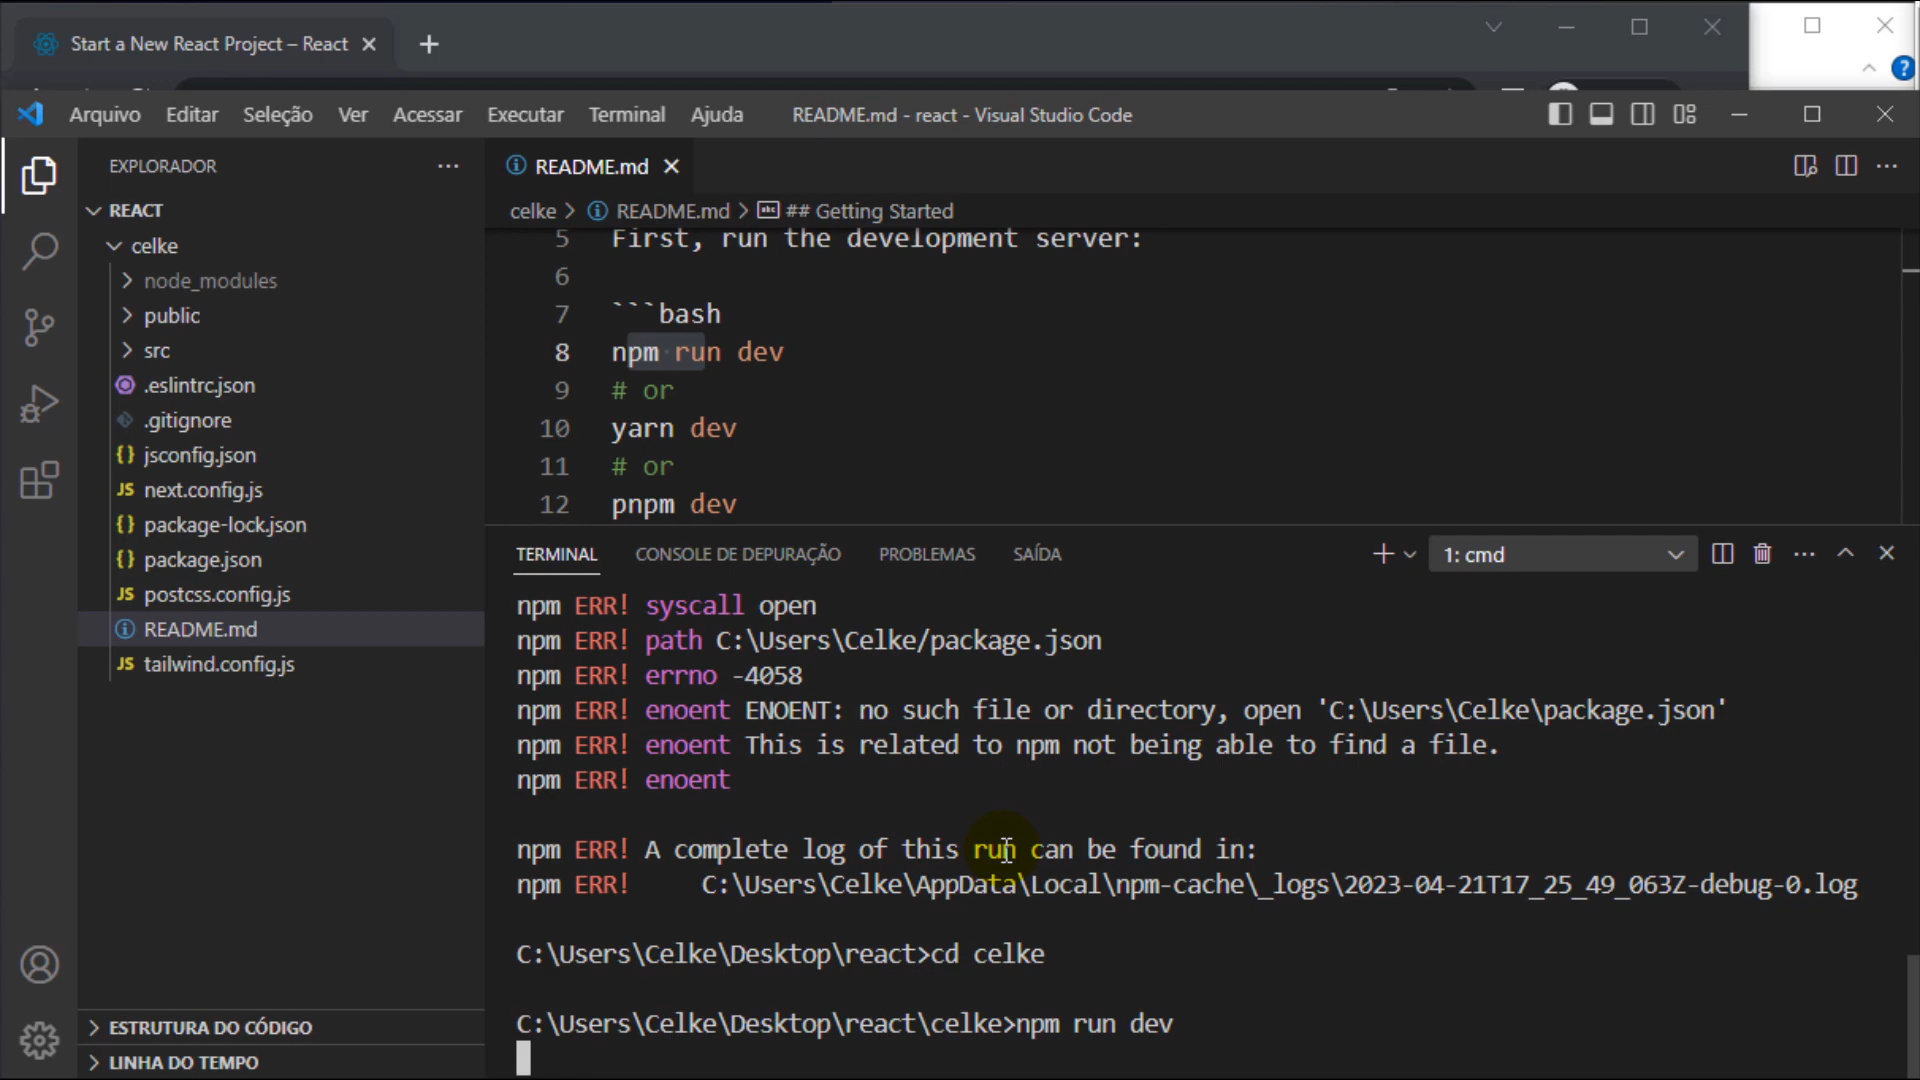 Start a New React Project – React
Arquivo Editar Seleção Ver Acessar Executar Terminal Ajuda README.md - react - Visual Studio Code
EXPLORADOR
README.md
REACT
celke > README.md > ## Getting Started
celke
node_modules
public
src
.eslintrc.json
.gitignore
jsconfig.json
next.config.js
package-lock.json
package.json
postcss.config.js
README.md
tailwind.config.js
ESTRUTURA DO CÓDIGO
LINHA DO TEMPO
5 First, run the development server:
6
7 ```bash
8 npm run dev
9 # or
10 yarn dev
11 # or
12 pnpm dev
TERMINAL CONSOLE DE DEPURAÇÃO PROBLEMAS SAÍDA 1: cmd
npm ERR! syscall open
npm ERR! path C:\Users\Celke/package.json
npm ERR! errno -4058
npm ERR! enoent ENOENT: no such file or directory, open 'C:\Users\Celke\package.json'
npm ERR! enoent This is related to npm not being able to find a file.
npm ERR! enoent
npm ERR! A complete log of this run can be found in:
npm ERR! C:\Users\Celke\AppData\Local\npm-cache\_logs\2023-04-21T17_25_49_063Z-debug-0.log
C:\Users\Celke\Desktop\react>cd celke
C:\Users\Celke\Desktop\react\celke>npm run dev